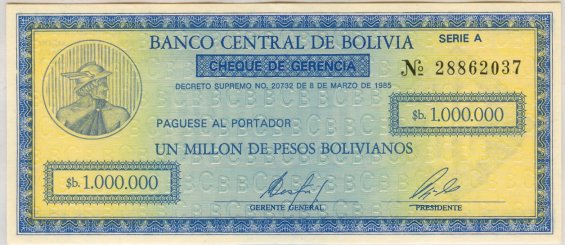 BANCO CENTRAL DE BOLIVIA
SERIE A
CHEQUE DE GERENCIA
№ 28862037
DECRETO SUPREMO NO. 20732 DE 8 DE MARZO DE 1985
$b. 1.000.000
PAGUESE AL PORTADOR
UN MILLON DE PESOS BOLIVIANOS
$b. 1.000.000
GERENTE GENERAL
PRESIDENTE